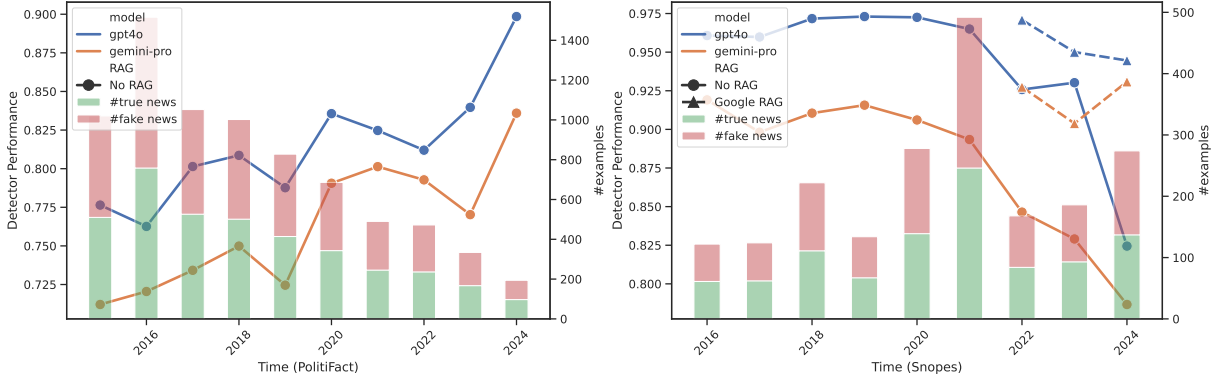 0.900
0.875
0.850
0.825
0.800
0.775
0.750
0.725
Detector Performance
model
gpt4o
gemini-pro
RAG
No RAG
#true news
#fake news
1400
1200
1000
800
600
400
200
0
#examples
2016
2018
2020
2022
2024
Time (PolitiFact)
0.975
0.950
0.925
0.900
0.875
0.850
0.825
0.800
Detector Performance
model
gpt4o
gemini-pro
RAG
No RAG
Google RAG
#true news
#fake news
500
400
300
200
100
0
#examples
2016
2018
2020
2022
2024
Time (Snopes)